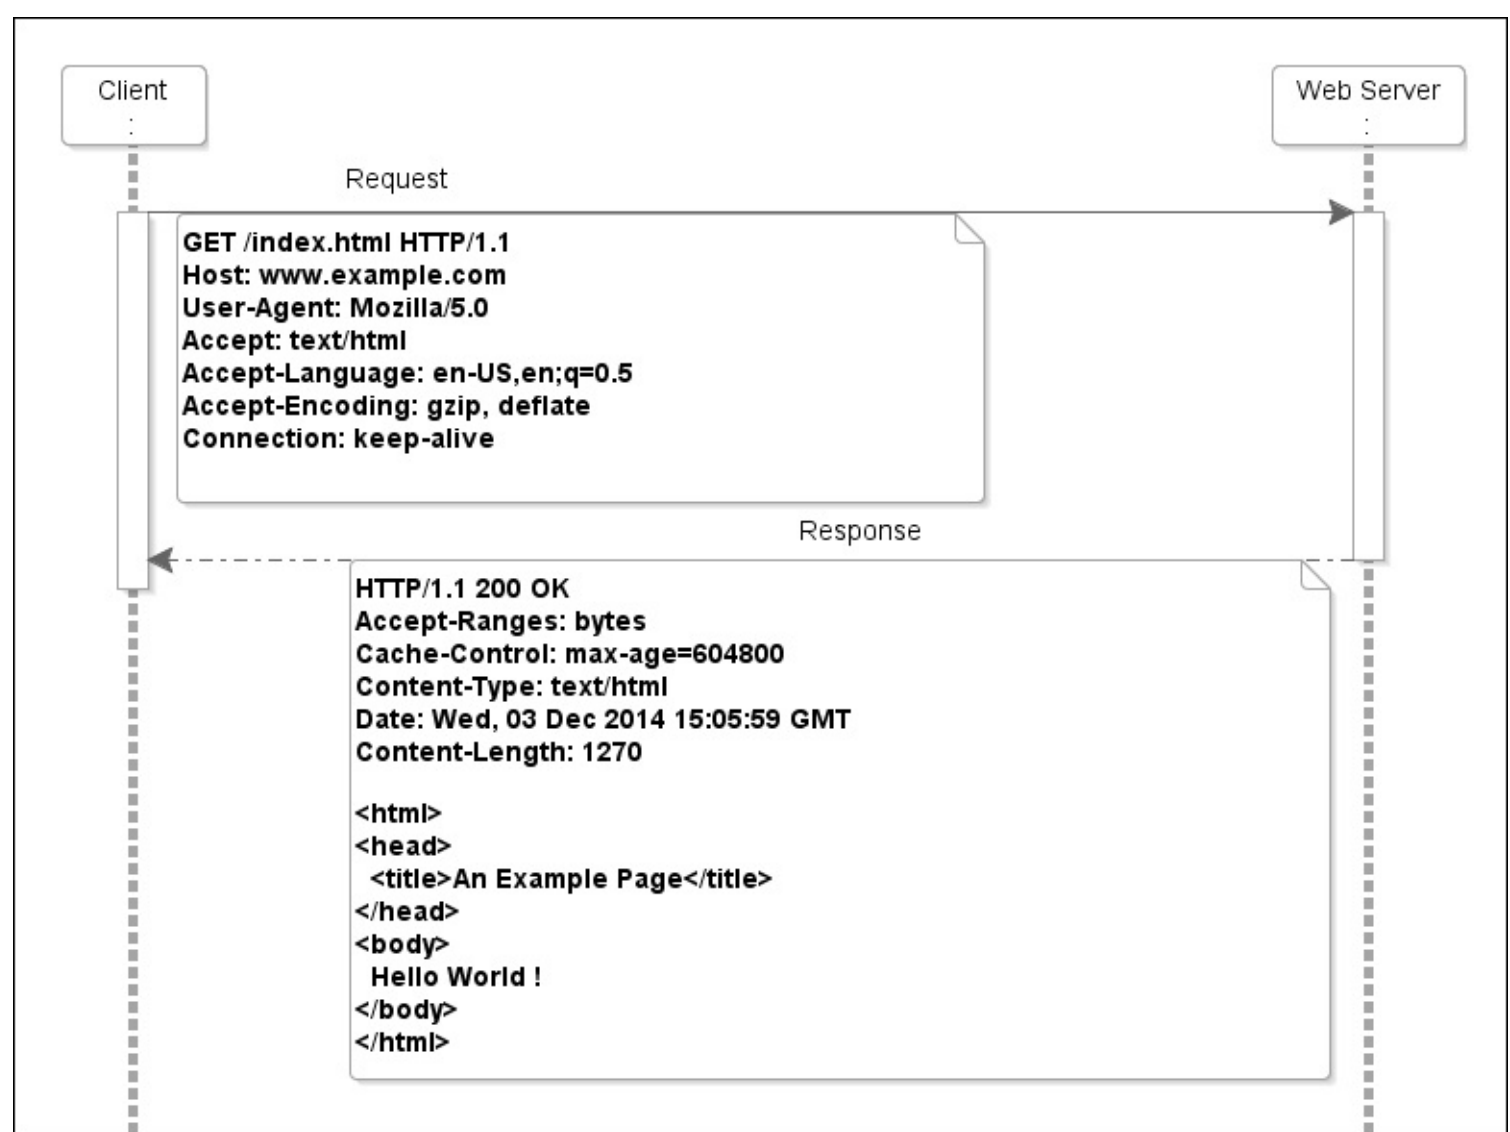 Client
:
Web Server
:
Request
GET /index.html HTTP/1.1
Host: www.example.com
User-Agent: Mozilla/5.0
Accept: text/html
Accept-Language: en-US,en;q=0.5
Accept-Encoding: gzip, deflate
Connection: keep-alive
Response
HTTP/1.1 200 OK
Accept-Ranges: bytes
Cache-Control: max-age=604800
Content-Type: text/html
Date: Wed, 03 Dec 2014 15:05:59 GMT
Content-Length: 1270

<html>
<head>
  <title>An Example Page</title>
</head>
<body>
  Hello World !
</body>
</html>